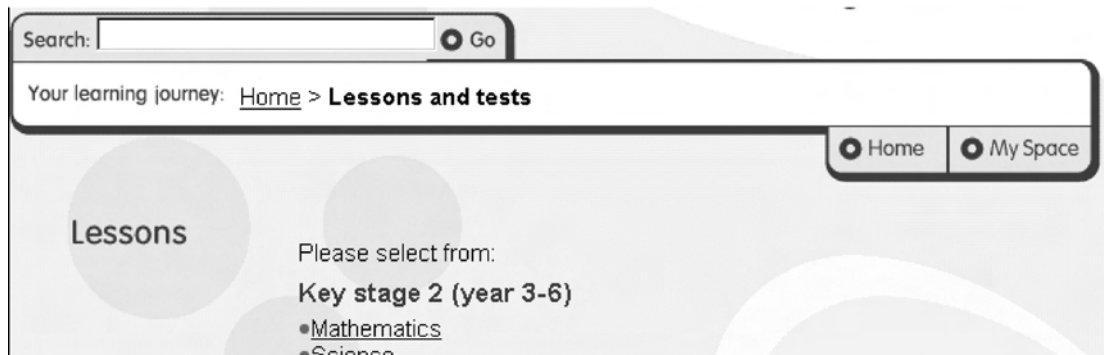 Search: Go
Your learning journey: Home > Lessons and tests
Home My Space
Lessons
Please select from:
Key stage 2 (year 3-6)
•Mathematics
•Science